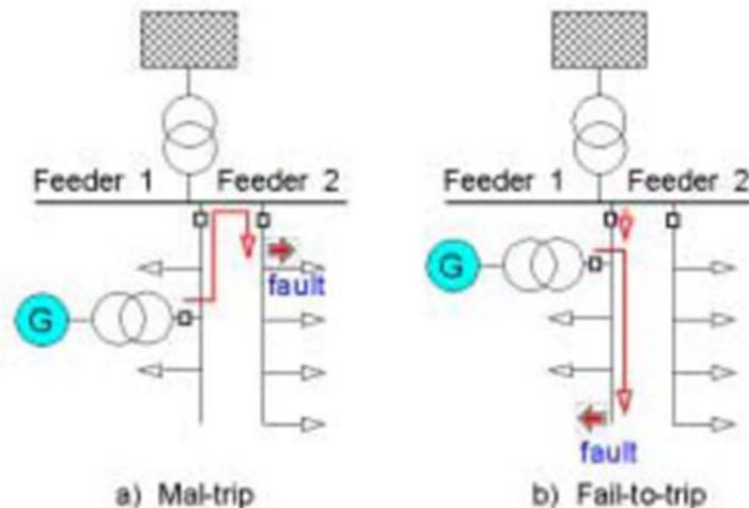 Feeder 1 Feeder 2
Feeder 1 Feeder 2
G
fault
G
fault
a) Mal-trip
b) Fail-to-trip